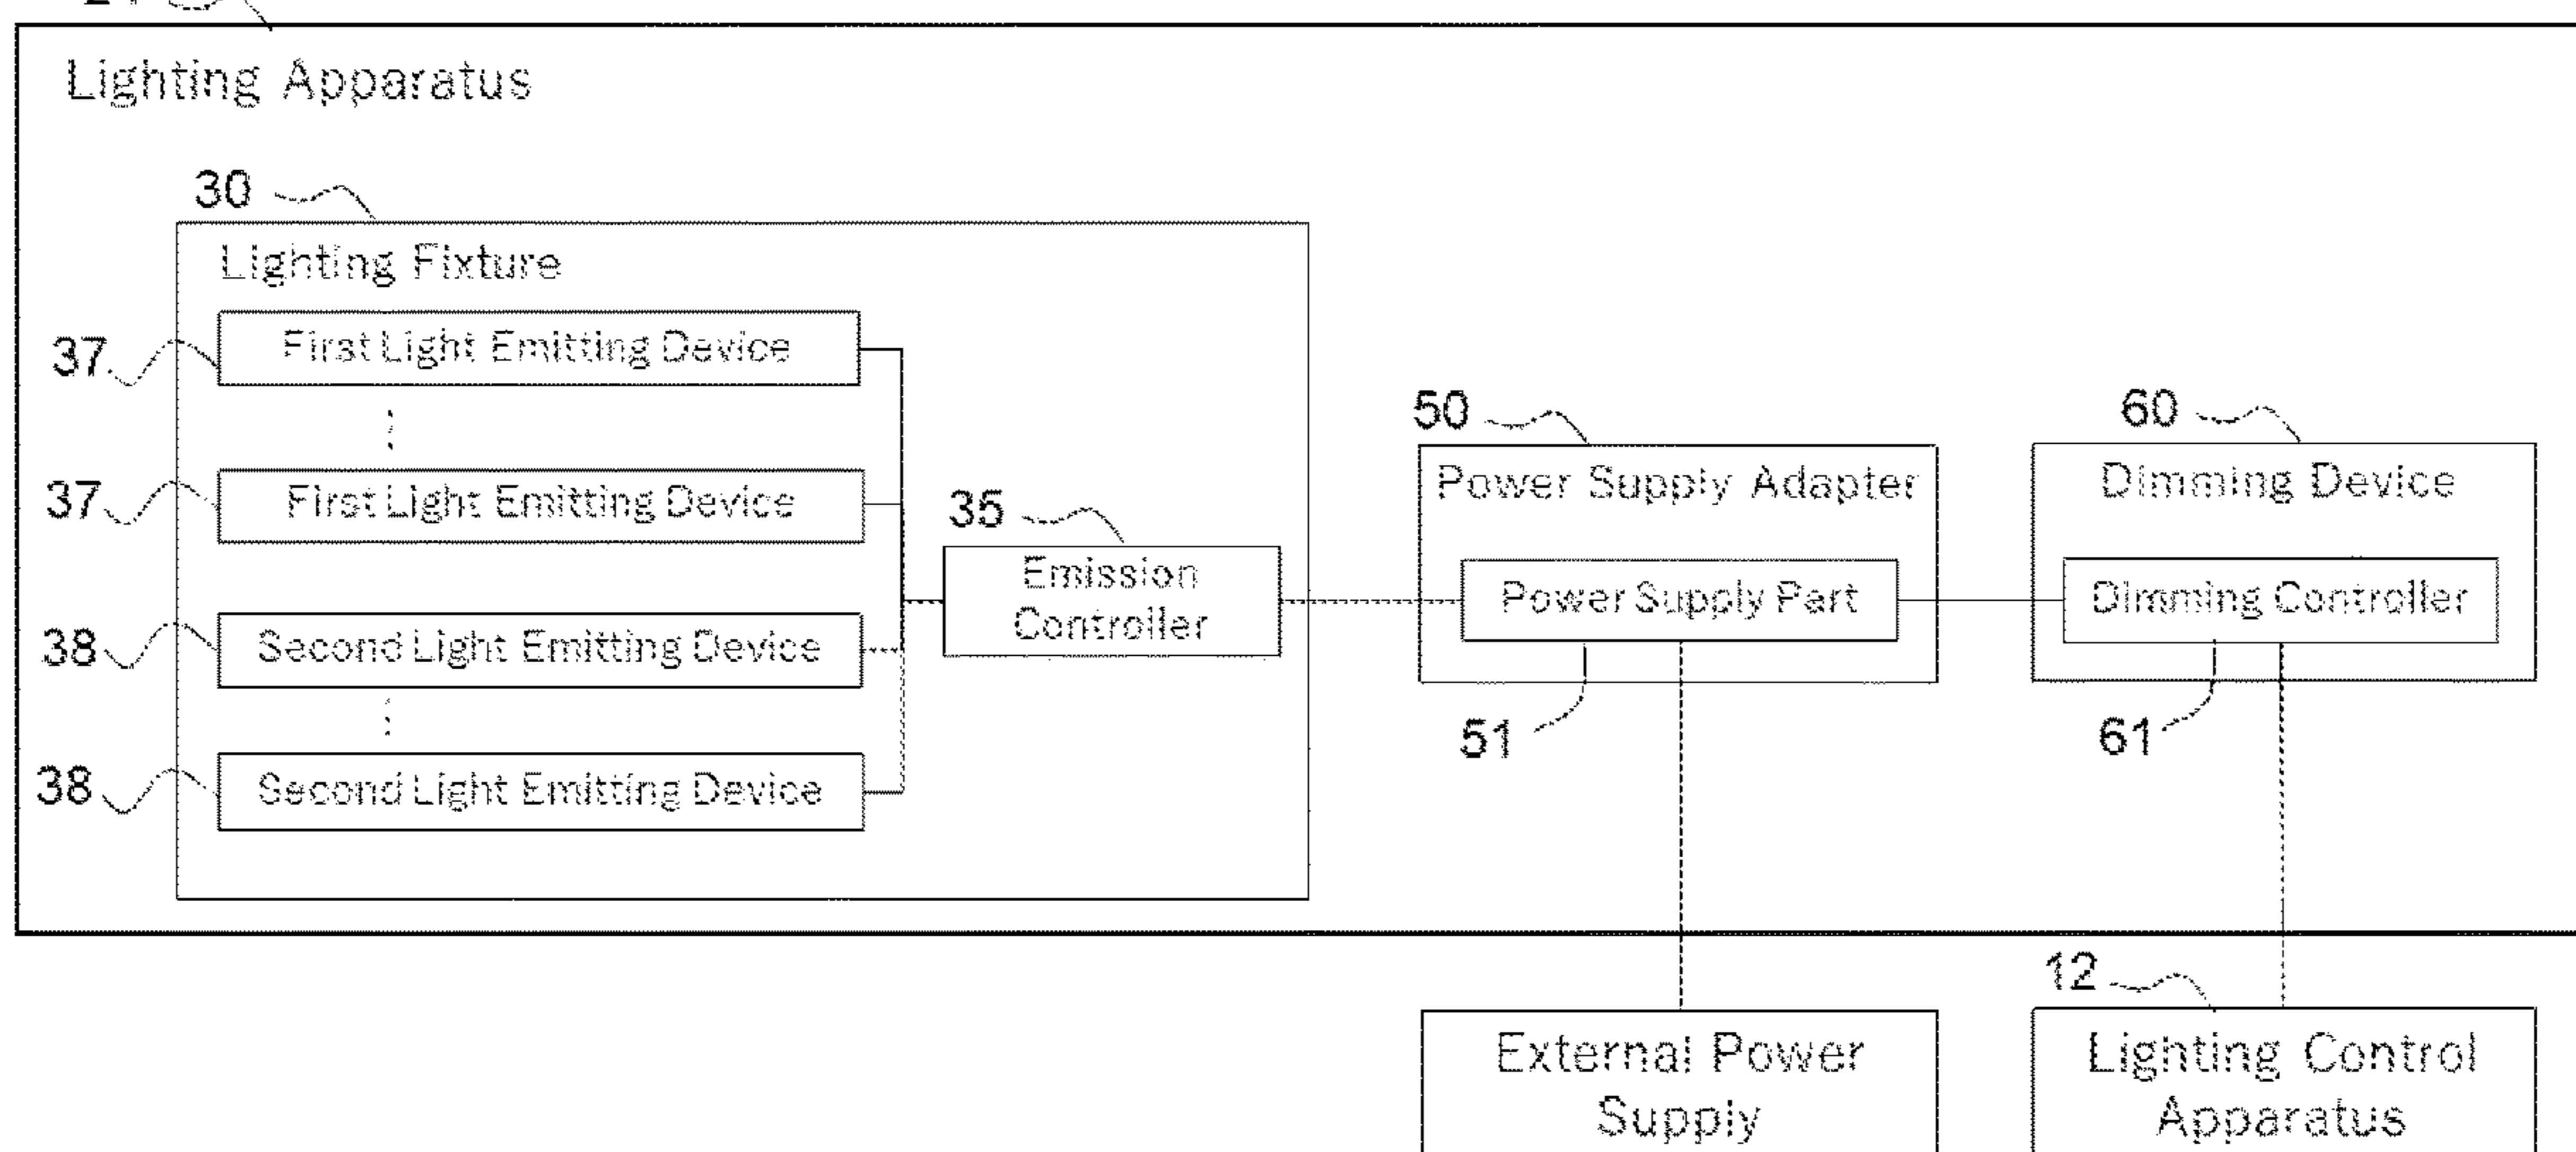 Lighting Apparatus
30
Lighting Fixture
37
First Light Emitting Device
37
First Light Emitting Device
38
Second Light Emitting Device
38
Second Light Emitting Device
35
Emission
Controller
50
Power Supply Adapter
Power Supply Part
51
60
Dimming Device
Dimming Controller
61
External Power
Supply
12
Lighting Control
Apparatus